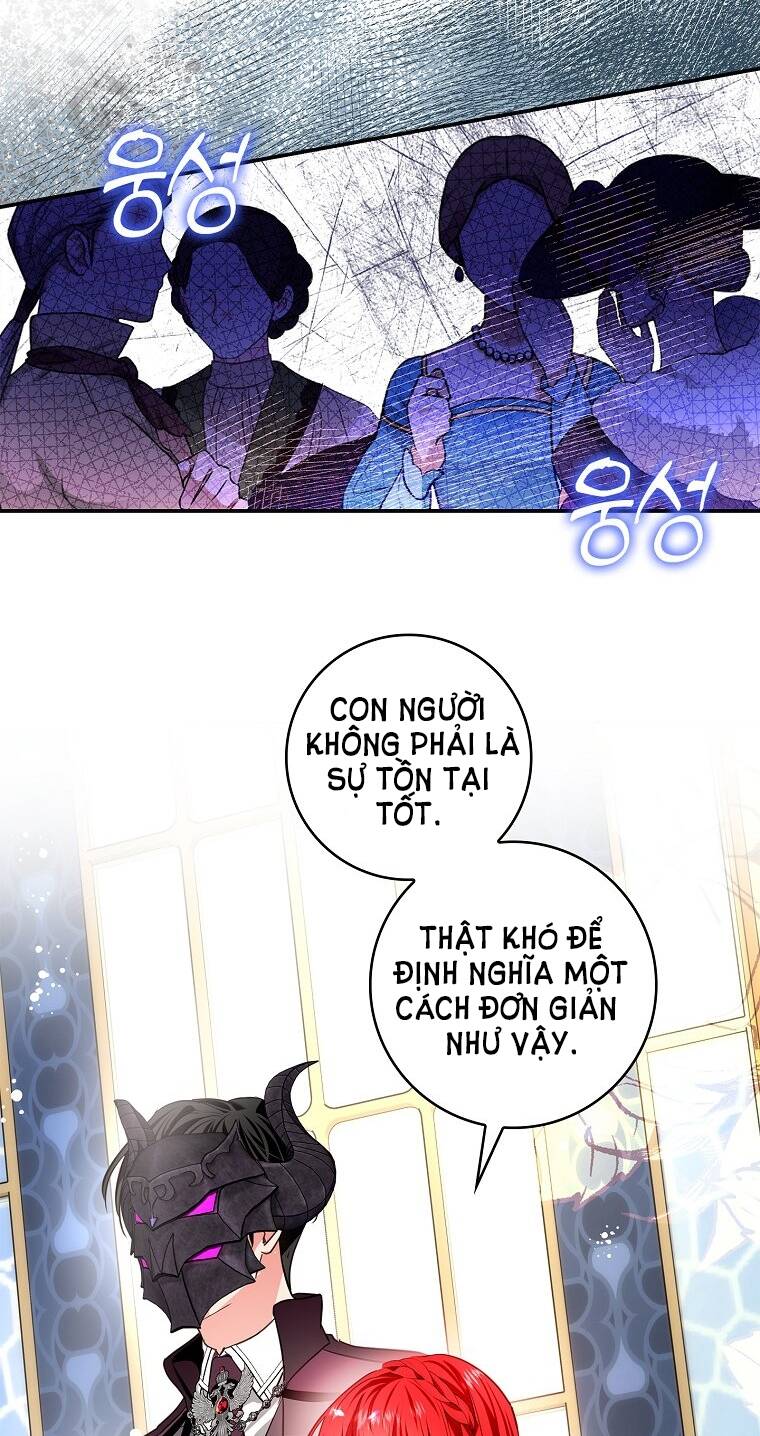 웅성
웅성
CON NGƯỜI
KHÔNG PHẢI LÀ
SỰ TỒN TẠI
TỐT.
THẬT KHÓ ĐỂ
ĐỊNH NGHĨA MỘT
CÁCH ĐƠN GIẢN
NHƯ VẬY.